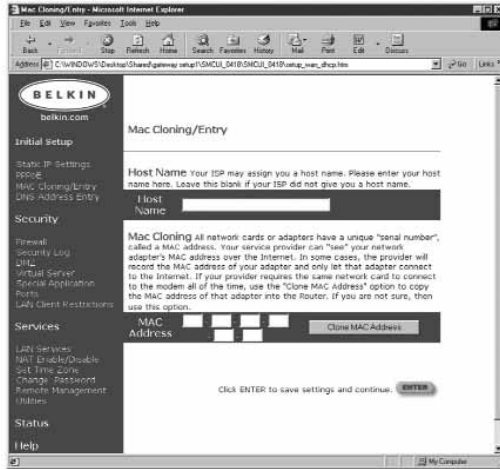 Mac Cloning/Entry - Microsoft Internet Explorer
File Edit View Favorites Tools Help
Back Forward Stop Refresh Home Search Favorites History Mail Print Edit Discuss
Address C:\WINDOWS\Desktop\Shared\gateway setup1\SMCUI_0418\SMCUI_0418\setup_wan_dhcp.htm Go Links
BELKIN
belkin.com
Initial Setup
Static IP Settings
PPPoE
MAC Cloning/Entry
DNS Address Entry
Security
Firewall
Security Log
DMZ
Virtual Server
Special Application
Ports
LAN Client Restrictions
Services
LAN Services
NAT Enable/Disable
Set Time Zone
Change Password
Remote Management
Utilities
Status
Help
Mac Cloning/Entry
Host Name Your ISP may assign you a host name. Please enter your host
name here. Leave this blank if your ISP did not give you a host name.
Host
Name
Mac Cloning All network cards or adapters have a unique "serial number",
called a MAC address. Your service provider can "see" your network
adapter's MAC address over the Internet. In some cases, the provider will
record the MAC address of your adapter and only let that adapter connect
to the Internet. If your provider requires the same network card to connect
to the modem all of the time, use the "Clone MAC Address" option to copy
the MAC address of that adapter into the Router. If you are not sure, then
use this option.
MAC
Address
Clone MAC Address
Click ENTER to save settings and continue. ENTER
My Computer